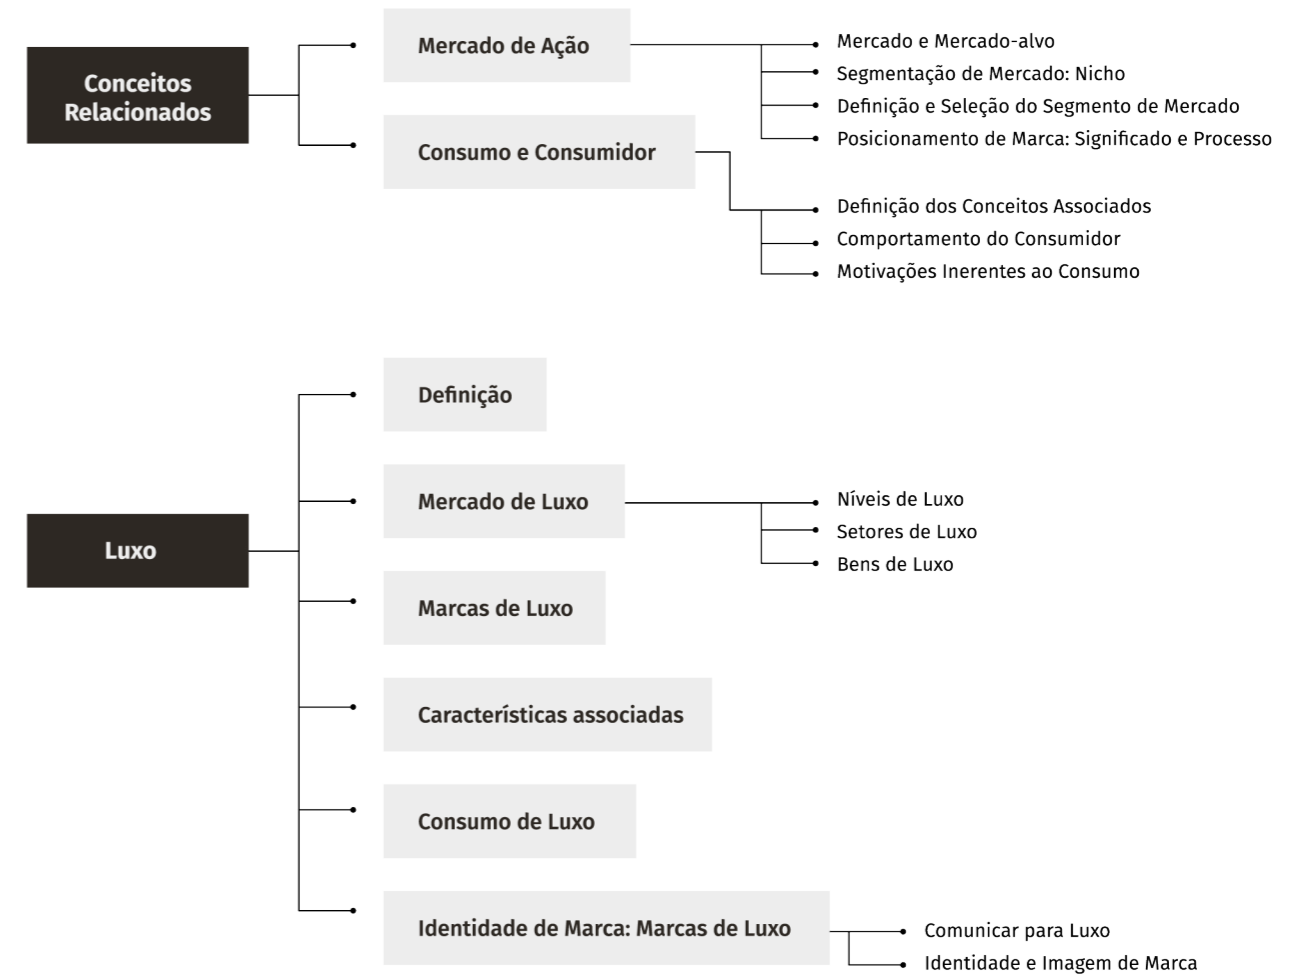 Conceitos
Relacionados
Mercado de Ação
Mercado e Mercado-alvo
Segmentação de Mercado: Nicho
Definição e Seleção do Segmento de Mercado
Posicionamento de Marca: Significado e Processo
Consumo e Consumidor
Definição dos Conceitos Associados
Comportamento do Consumidor
Motivações Inerentes ao Consumo
Luxo
Definição
Mercado de Luxo
Níveis de Luxo
Setores de Luxo
Bens de Luxo
Marcas de Luxo
Características associadas
Consumo de Luxo
Identidade de Marca: Marcas de Luxo
Comunicar para Luxo
Identidade e Imagem de Marca